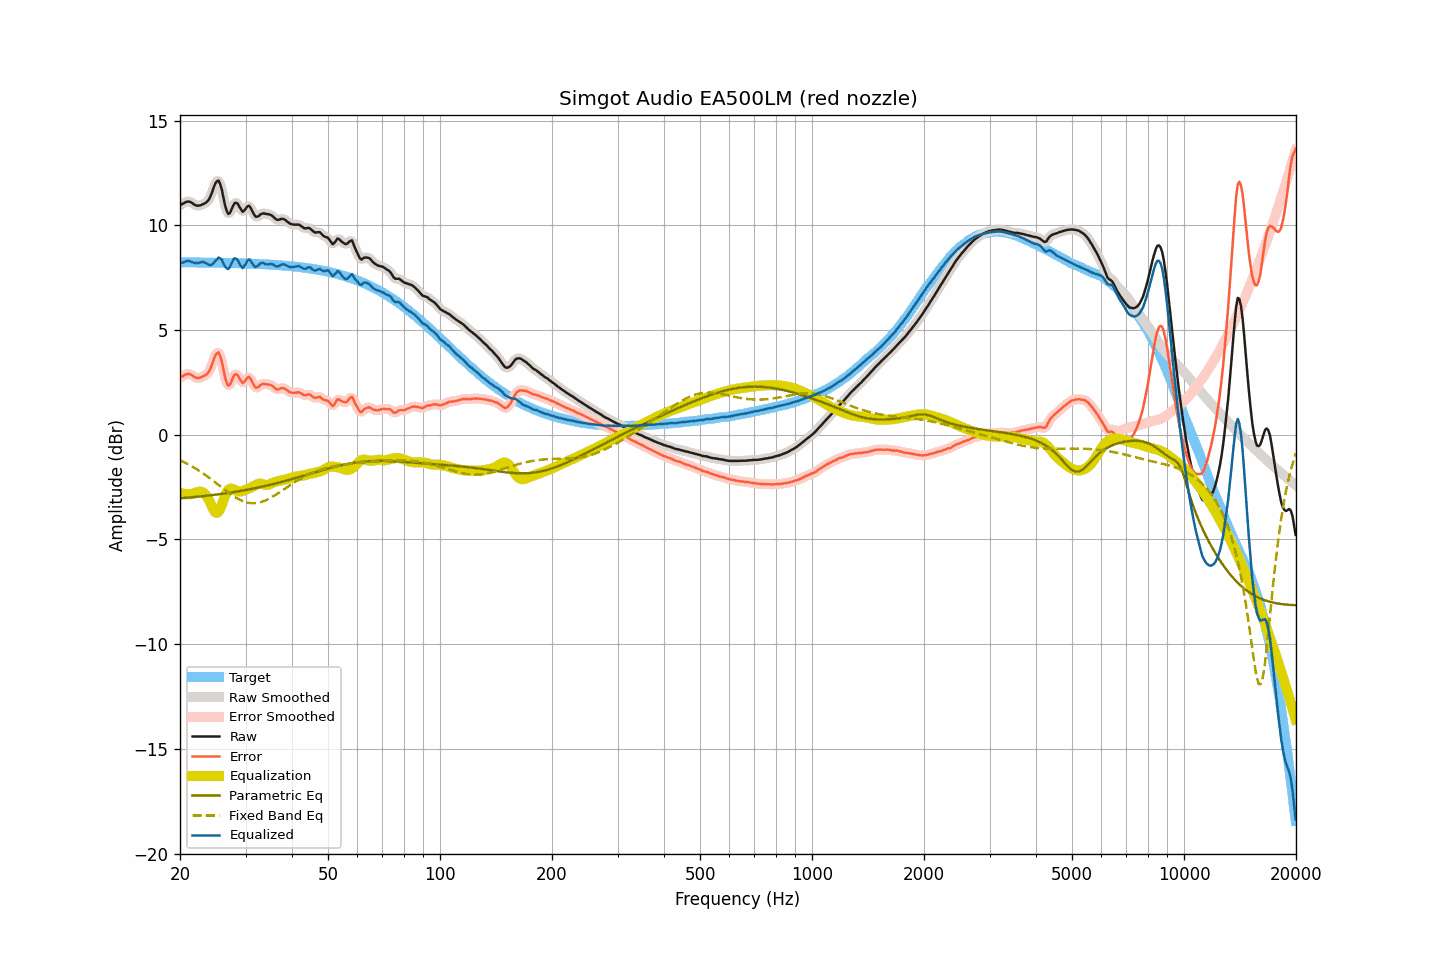 Simgot Audio EA500LM (red nozzle)
15
10
5
0
−5
−10
−15
−20
Amplitude (dBr)
Target
Raw Smoothed
Error Smoothed
Raw
Error
Equalization
Parametric Eq
Fixed Band Eq
Equalized
20 50 100 200 500 1000 2000 5000 10000 20000
Frequency (Hz)